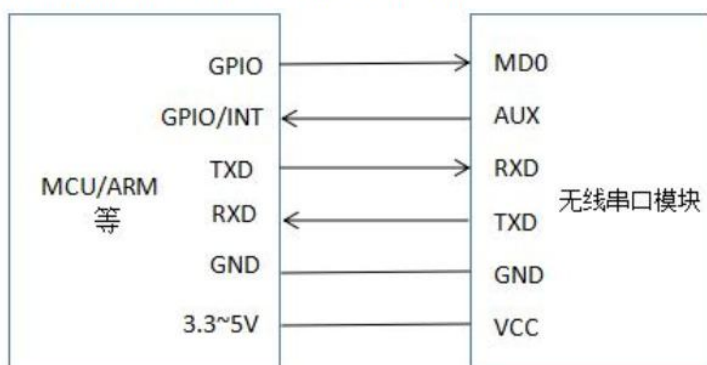 GPIO
MD0
GPIO/INT
AUX
TXD
RXD
MCU/ARM
等
RXD
TXD
无线串口模块
GND
GND
3.3~5V
VCC